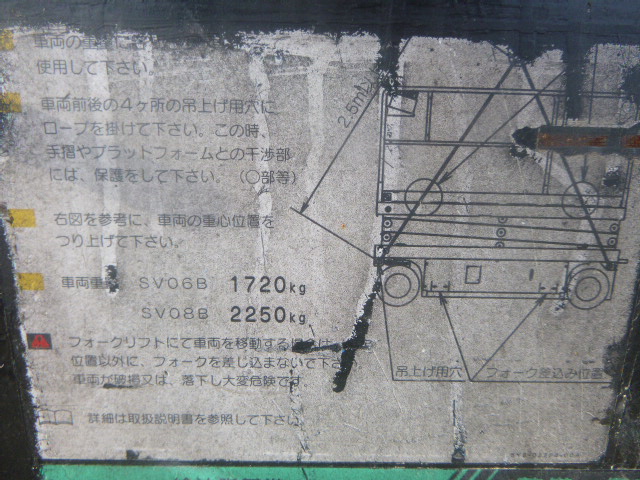 車両の重量に
使用して下さい。
車両前後の4ヶ所の吊上げ用穴に
ロープを掛けて下さい。この時、
手摺やプラットフォームとの干渉部
には、保護をして下さい。（○部等）
右図を参考に、車両の重心位置を
つり上げて下さい。
車両重 SV06B 1720kg
SV08B 2250kg
フォークリフトにて車両を移動する
位置以外に、フォークを差し込まないで下さ
車両が破損又は、落下し大変危険です
詳細は取扱説明書を参照して下さい
2.5m以
吊上げ用穴
フォーク差込み位置